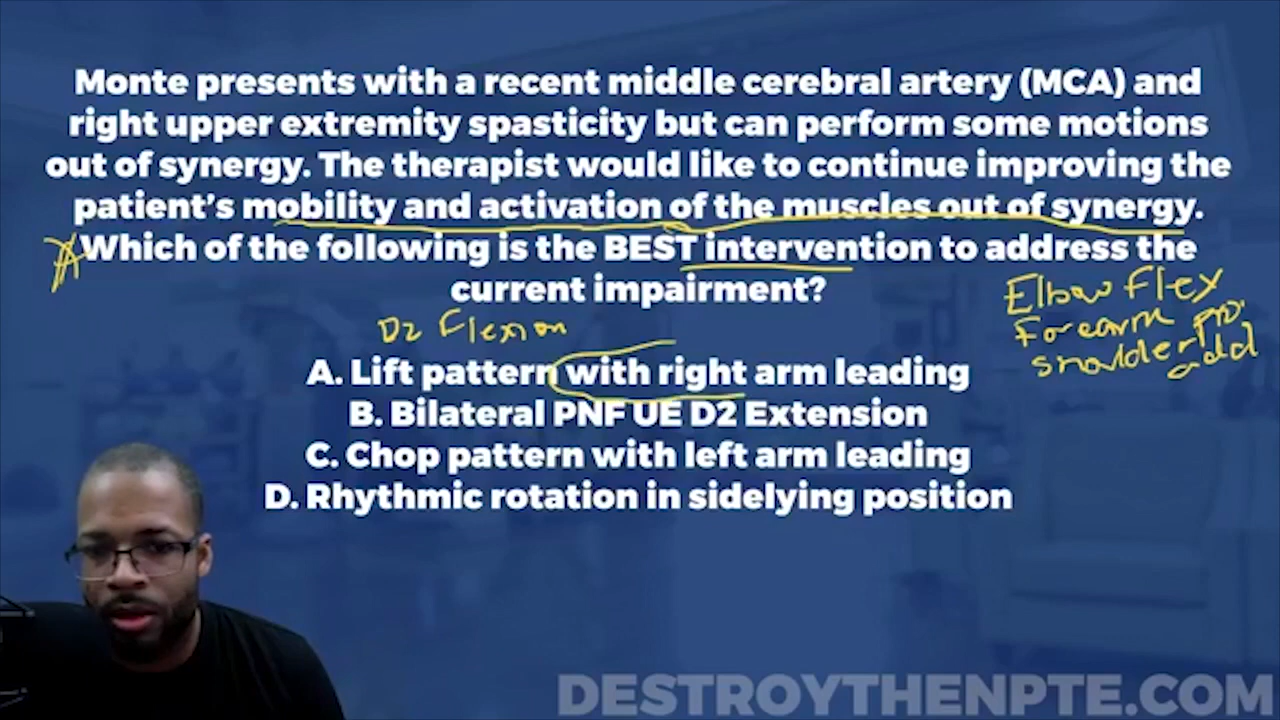 Monte presents with a recent middle cerebral artery (MCA) and
right upper extremity spasticity but can perform some motions
out of synergy. The therapist would like to continue improving the
patient's mobility and activation of the muscles out of synergy.
Which of the following is the BEST intervention to address the
current impairment?
Elbow Flex
Forearm pro.
shoulder add
D2 Flexion
A. Lift pattern with right arm leading
B. Bilateral PNF UE D2 Extension
C. Chop pattern with left arm leading
D. Rhythmic rotation in sidelying position
DESTROYTHENPTE.COM